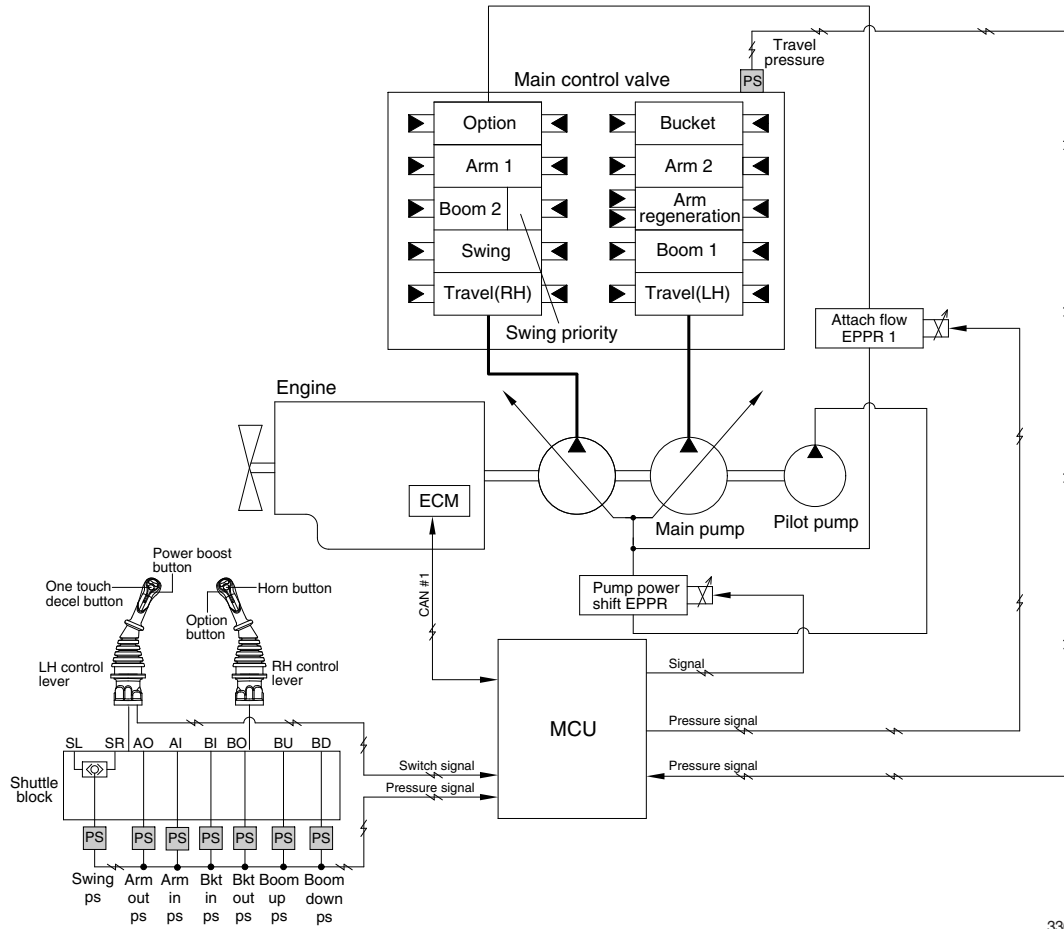 Travel
pressure
PS
Main control valve
Option
Bucket
Arm 1
Arm 2
Boom 2
Arm
regeneration
Swing
Boom 1
Travel(RH)
Travel(LH)
Swing priority
Attach flow
EPPR 1
Engine
ECM
Main pump
Pilot pump
Power boost
button
One touch
decel button
Horn button
Option
button
CAN #1
Pump power
shift EPPR
LH control
lever
RH control
lever
Signal
MCU
Pressure signal
Pressure signal
Switch signal
Pressure signal
SL SR AO AI BI BO BU BD
Shuttle
block
PS PS PS PS PS PS PS
Swing
ps
Arm
out
ps
Arm
in
ps
Bkt
in
ps
Bkt
out
ps
Boom
up
ps
Boom
down
ps